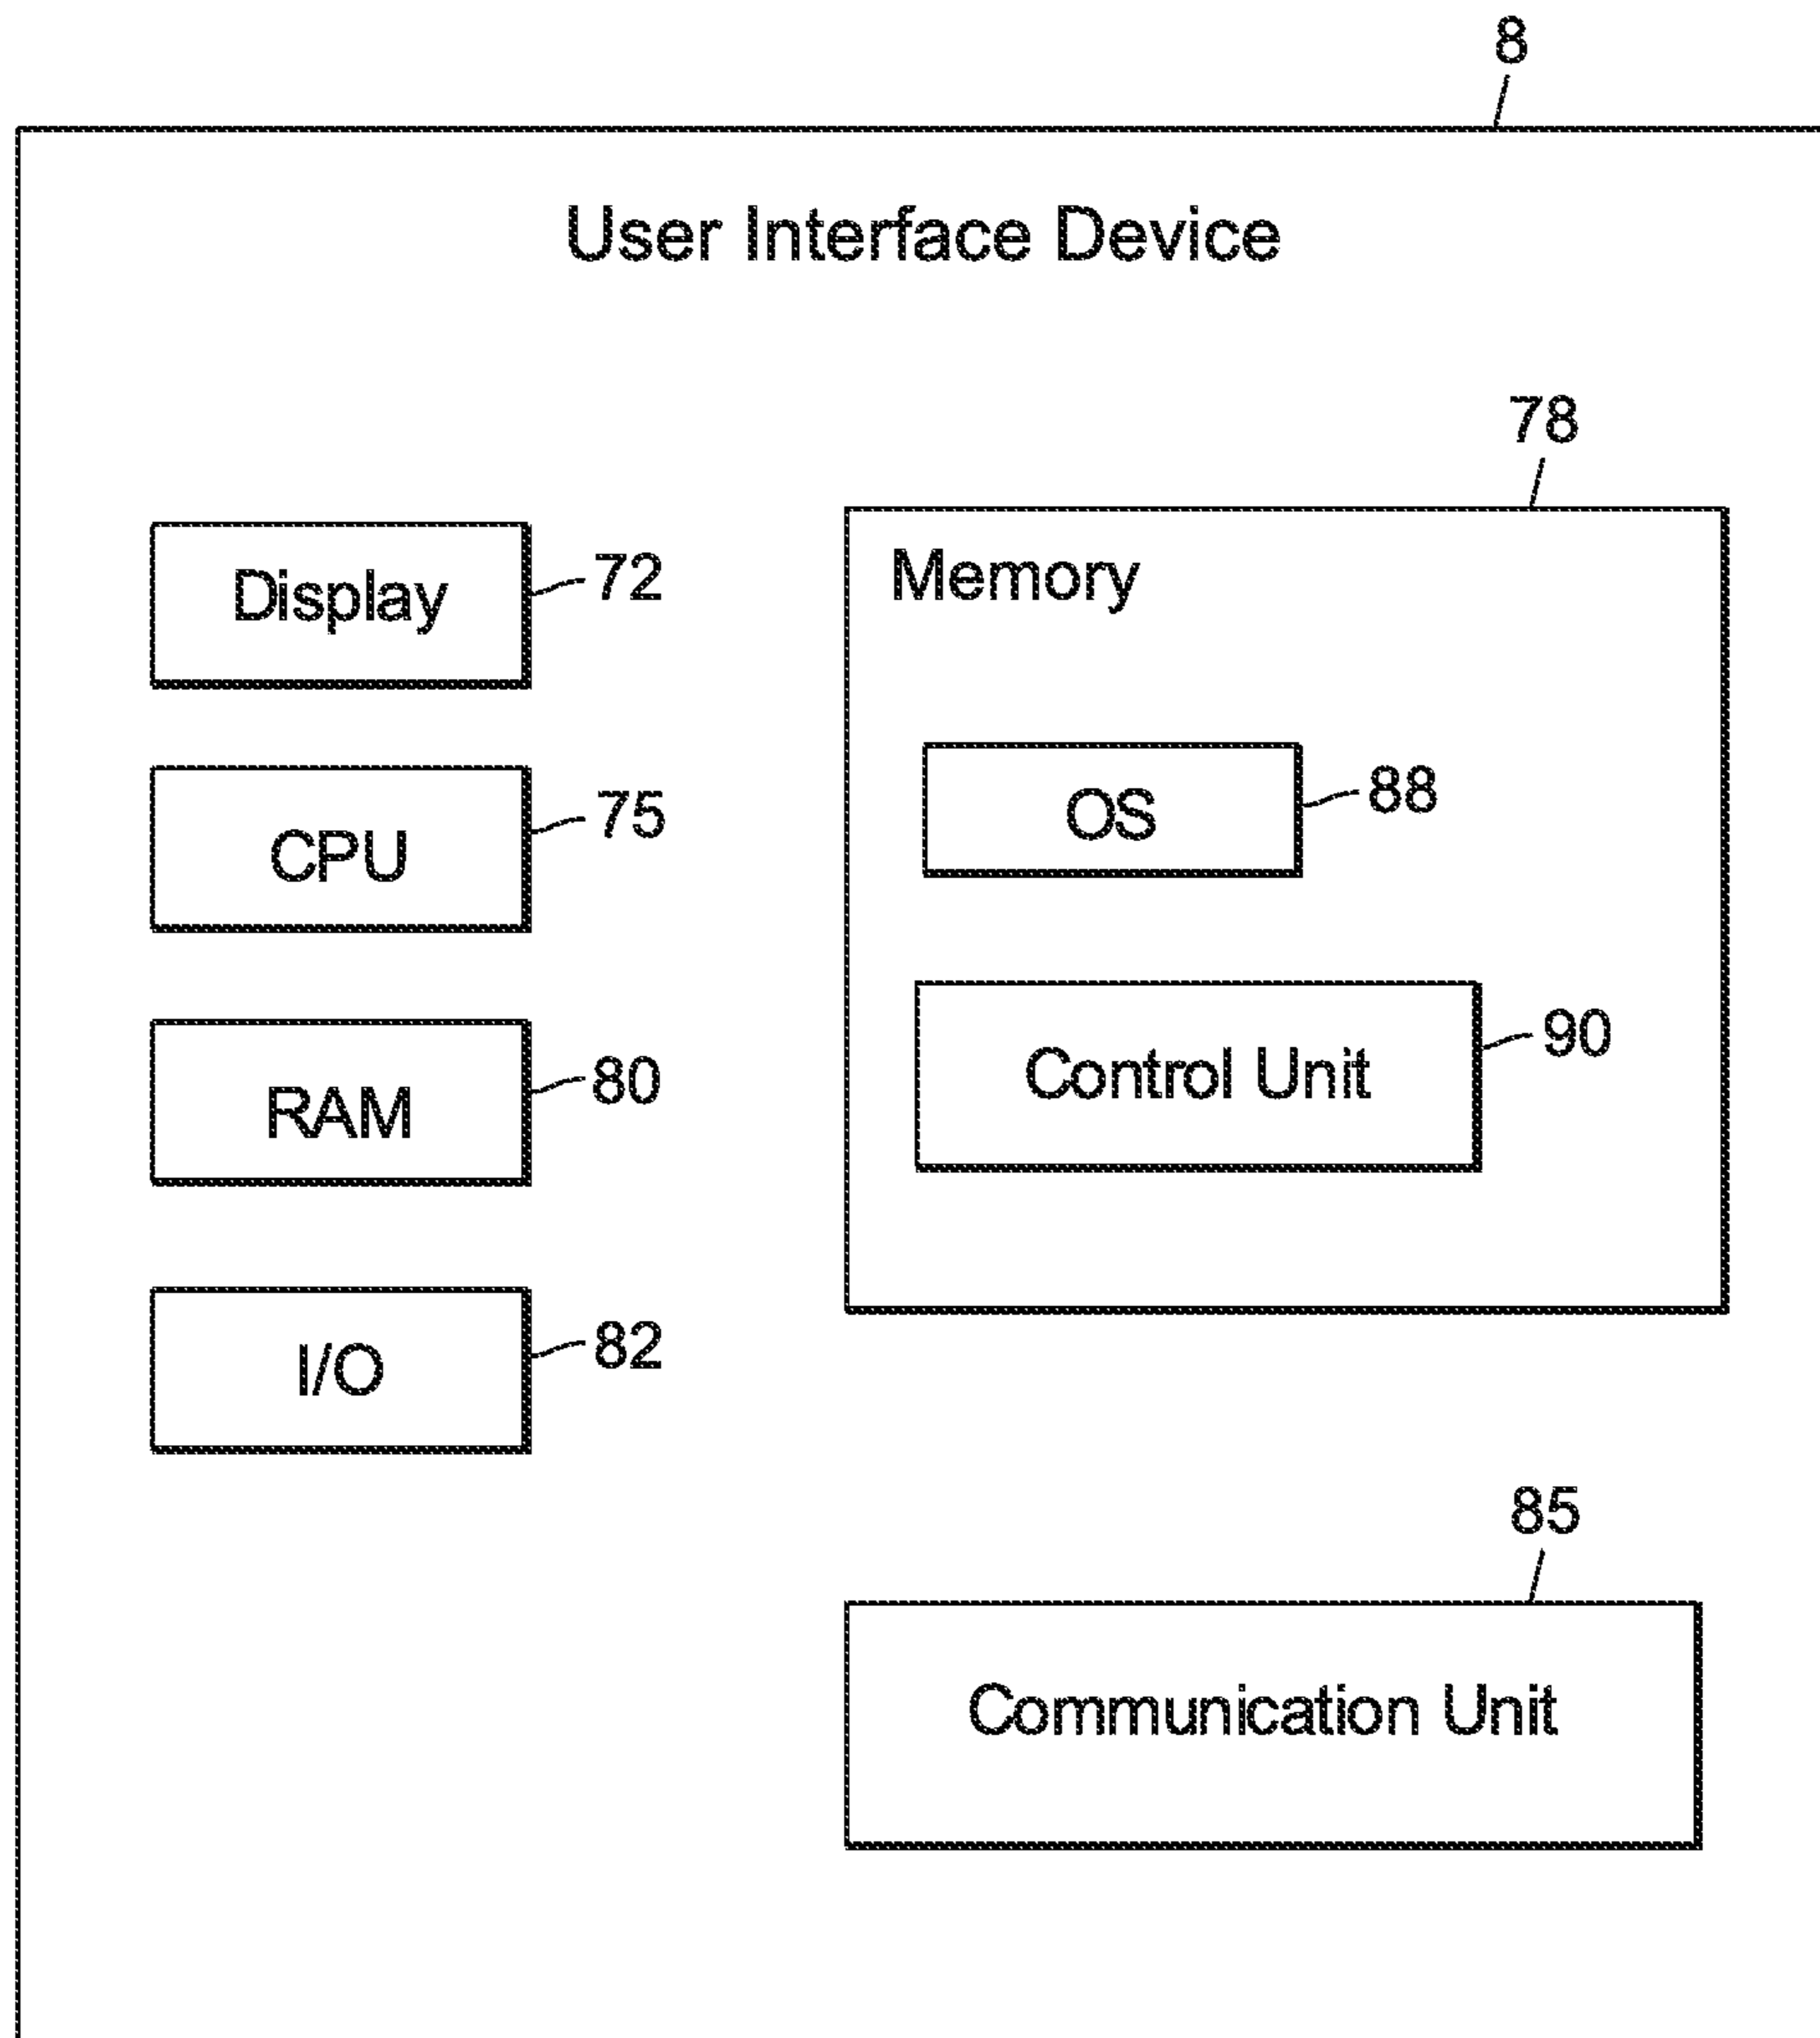 8
User Interface Device
78
Display
72
Memory
CPU
75
OS
88
RAM
80
Control Unit
90
I/O
82
85
Communication Unit